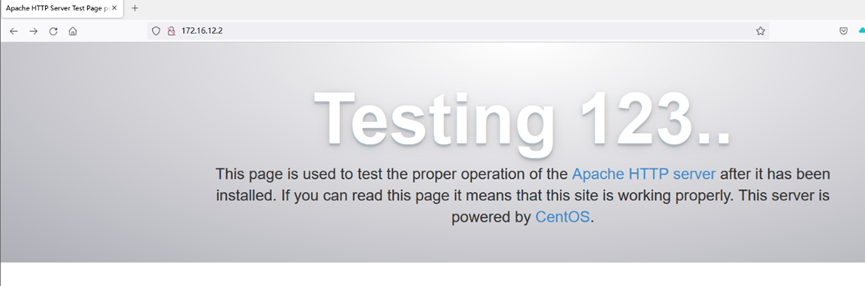 Apache HTTP Server Test Page p
172.16.12.2
Testing 123..
This page is used to test the proper operation of the Apache HTTP server after it has been
installed. If you can read this page it means that this site is working properly. This server is
powered by CentOS.